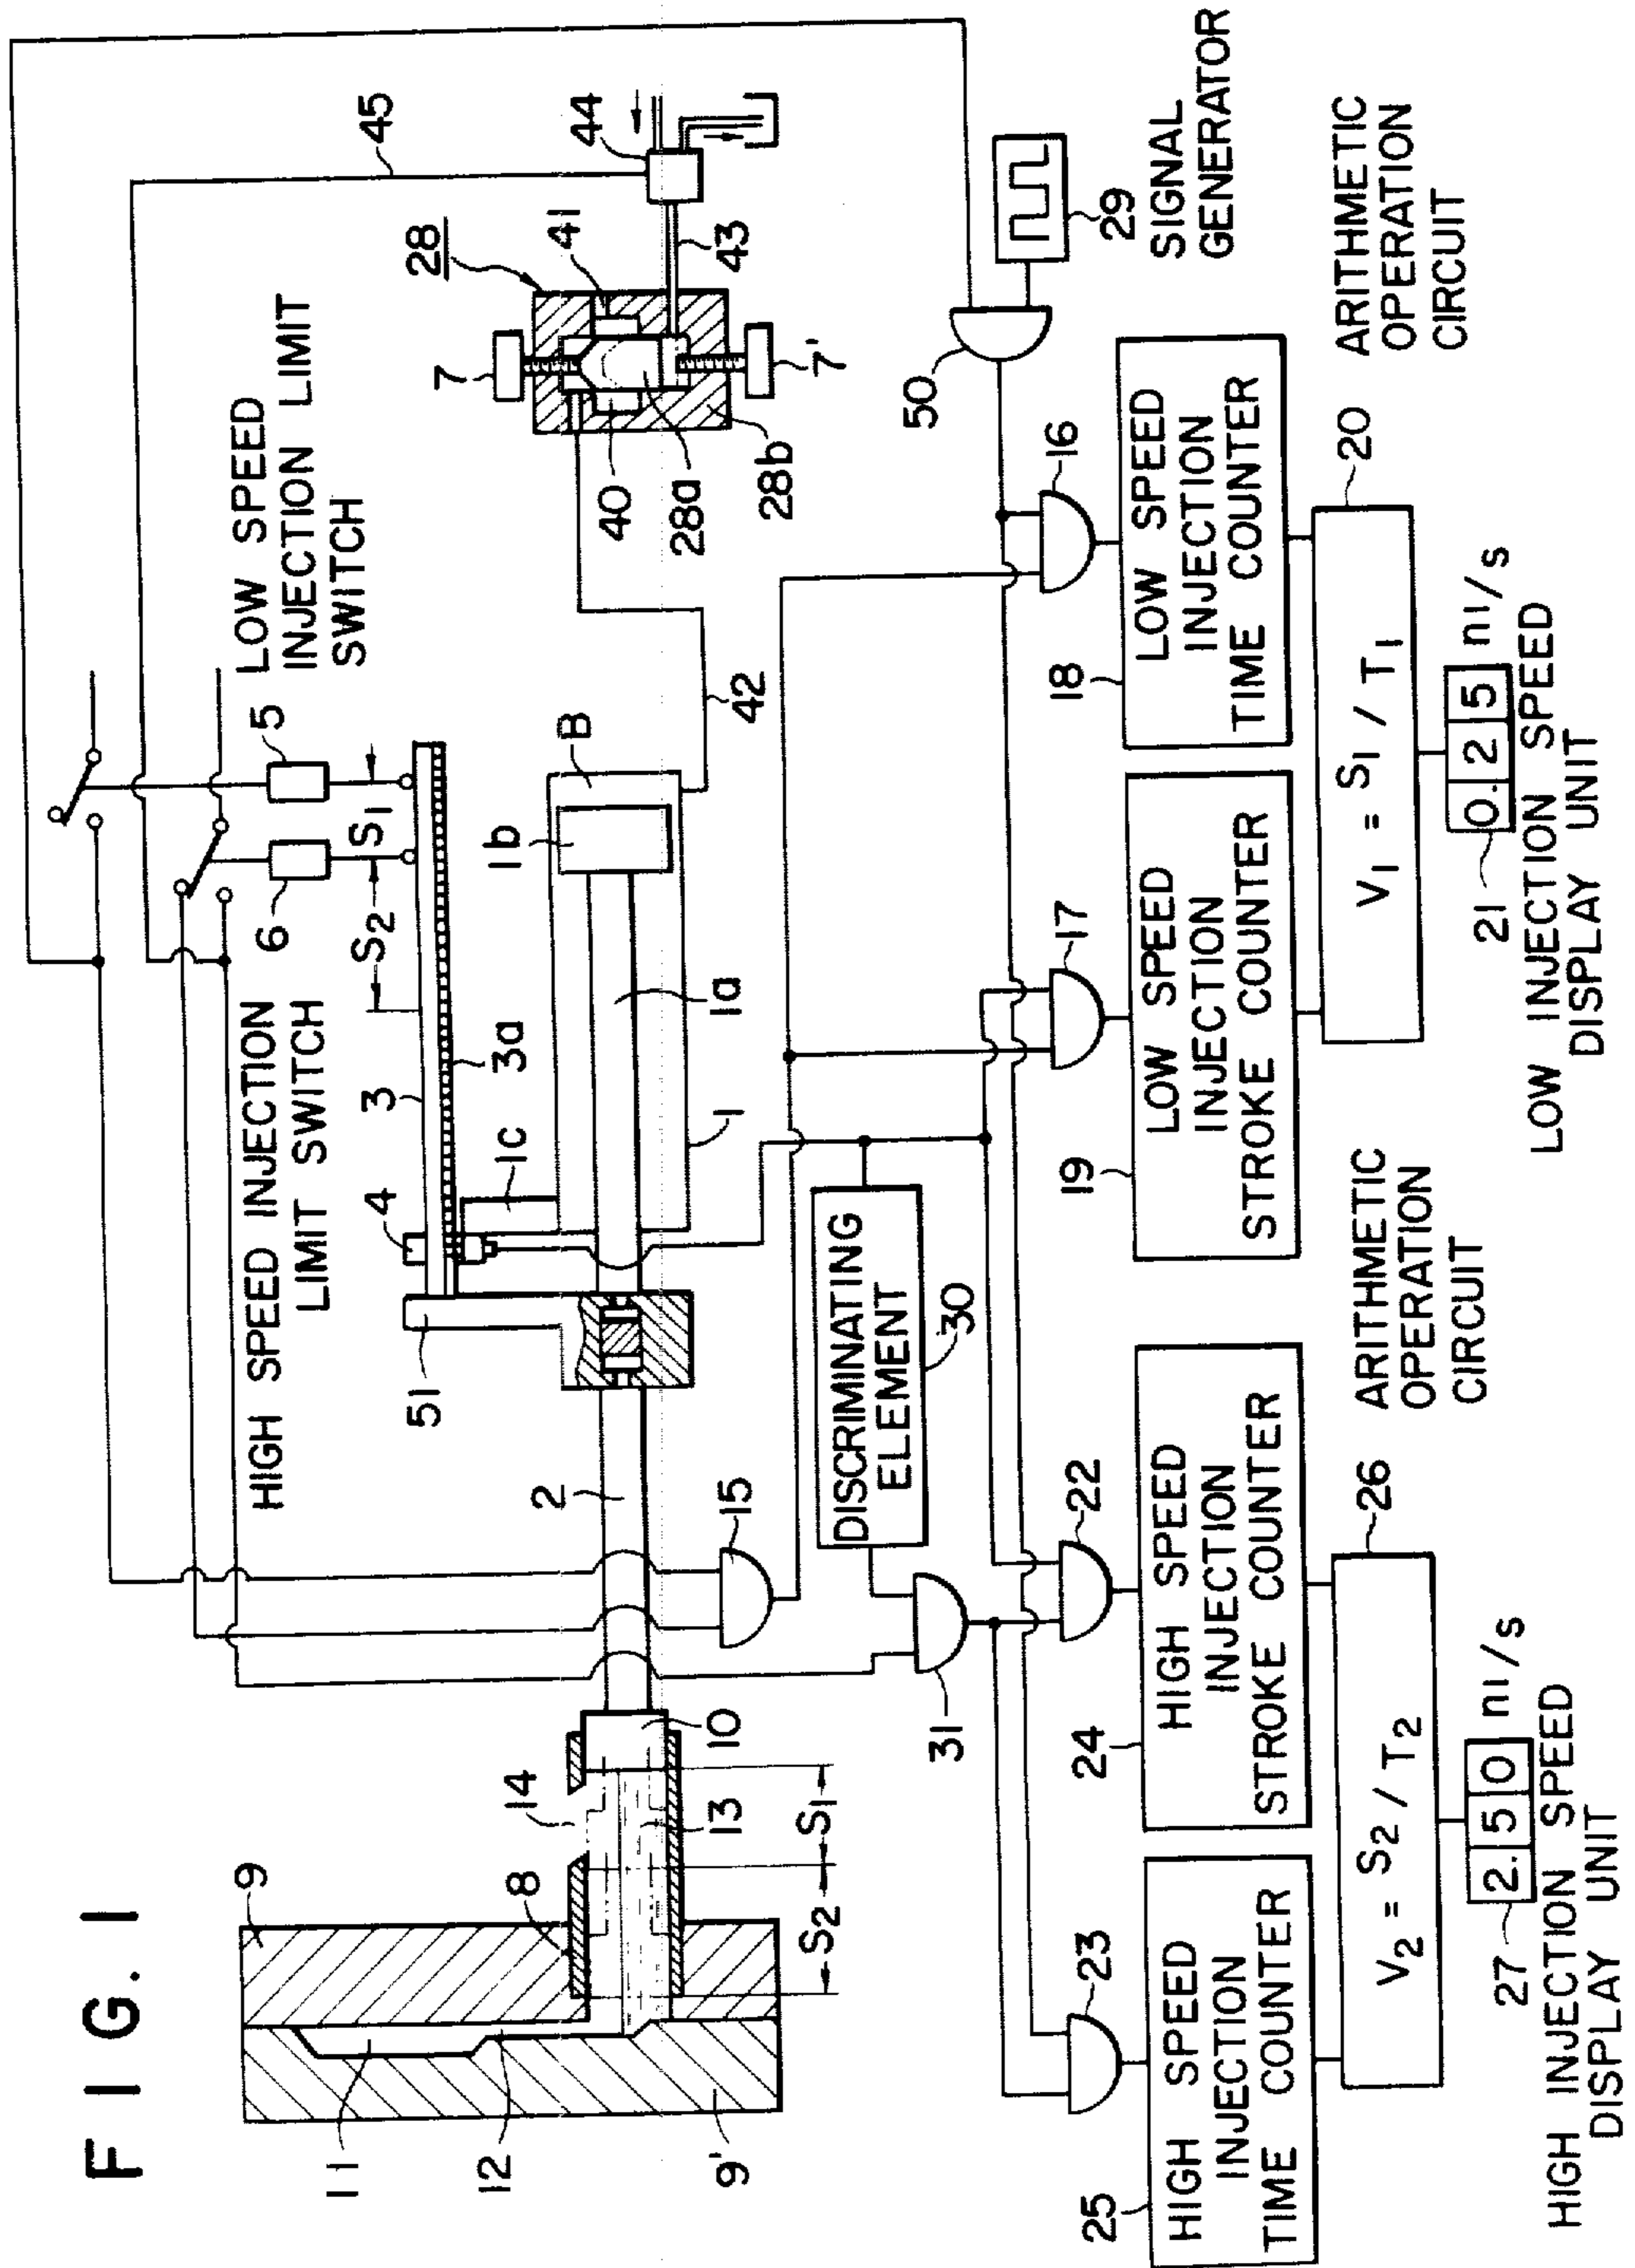 FIG. 1
HIGH SPEED INJECTION
LIMIT SWITCH
LOW SPEED
INJECTION LIMIT
SWITCH
9
11
12
9'
8
14
13
10
S2
S1
2
51
4
3
3a
1c
1
1a
1b
B
S2
S1
6
5
42
7
7'
28
40
41
28a
28b
43
44
45
15
31
DISCRIMINATING
ELEMENT
30
50
29
SIGNAL
GENERATOR
23
22
17
16
25
HIGH SPEED
INJECTION
TIME COUNTER
24
HIGH SPEED
INJECTION
STROKE COUNTER
19
LOW SPEED
INJECTION
STROKE COUNTER
18
LOW SPEED
INJECTION
TIME COUNTER
V2 = S2 / T2
26
ARITHMETIC
OPERATION
CIRCUIT
V1 = S1 / T1
20
ARITHMETIC
OPERATION
CIRCUIT
27
2. 5 0 m/s
HIGH INJECTION SPEED
DISPLAY UNIT
21
0. 2 5 m/s
LOW INJECTION SPEED
DISPLAY UNIT